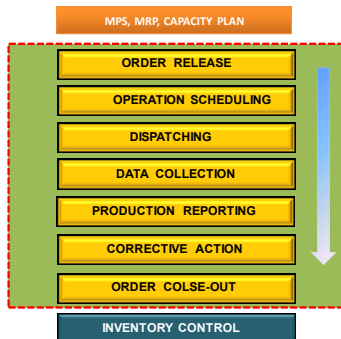 MPS, MRP, CAPACITY PLAN
ORDER RELEASE
OPERATION SCHEDULING
DISPATCHING
DATA COLLECTION
PRODUCTION REPORTING
CORRECTIVE ACTION
ORDER COLSE-OUT
INVENTORY CONTROL